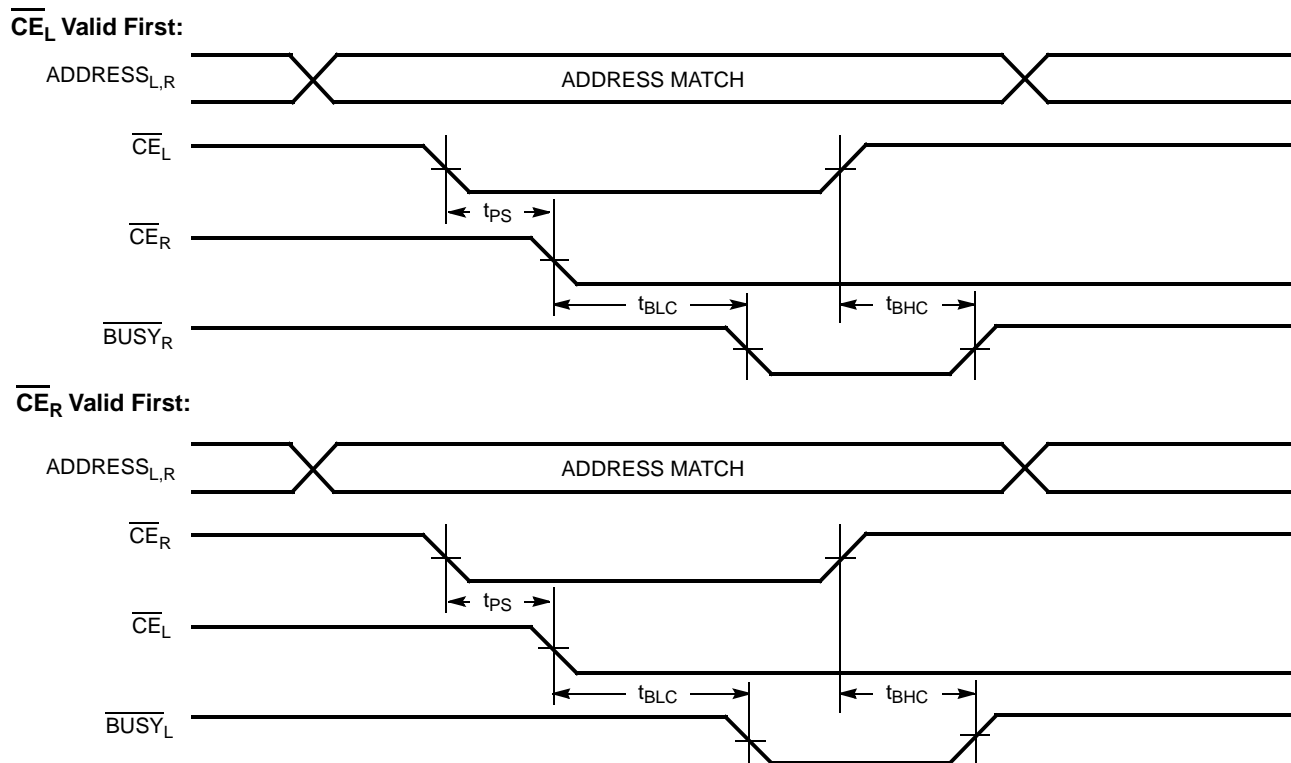 CE_L Valid First:
ADDRESS_L,R
ADDRESS MATCH
CE_L
t_PS
CE_R
t_BLC
t_BHC
BUSY_R
CE_R Valid First:
ADDRESS_L,R
ADDRESS MATCH
CE_R
t_PS
CE_L
t_BLC
t_BHC
BUSY_L